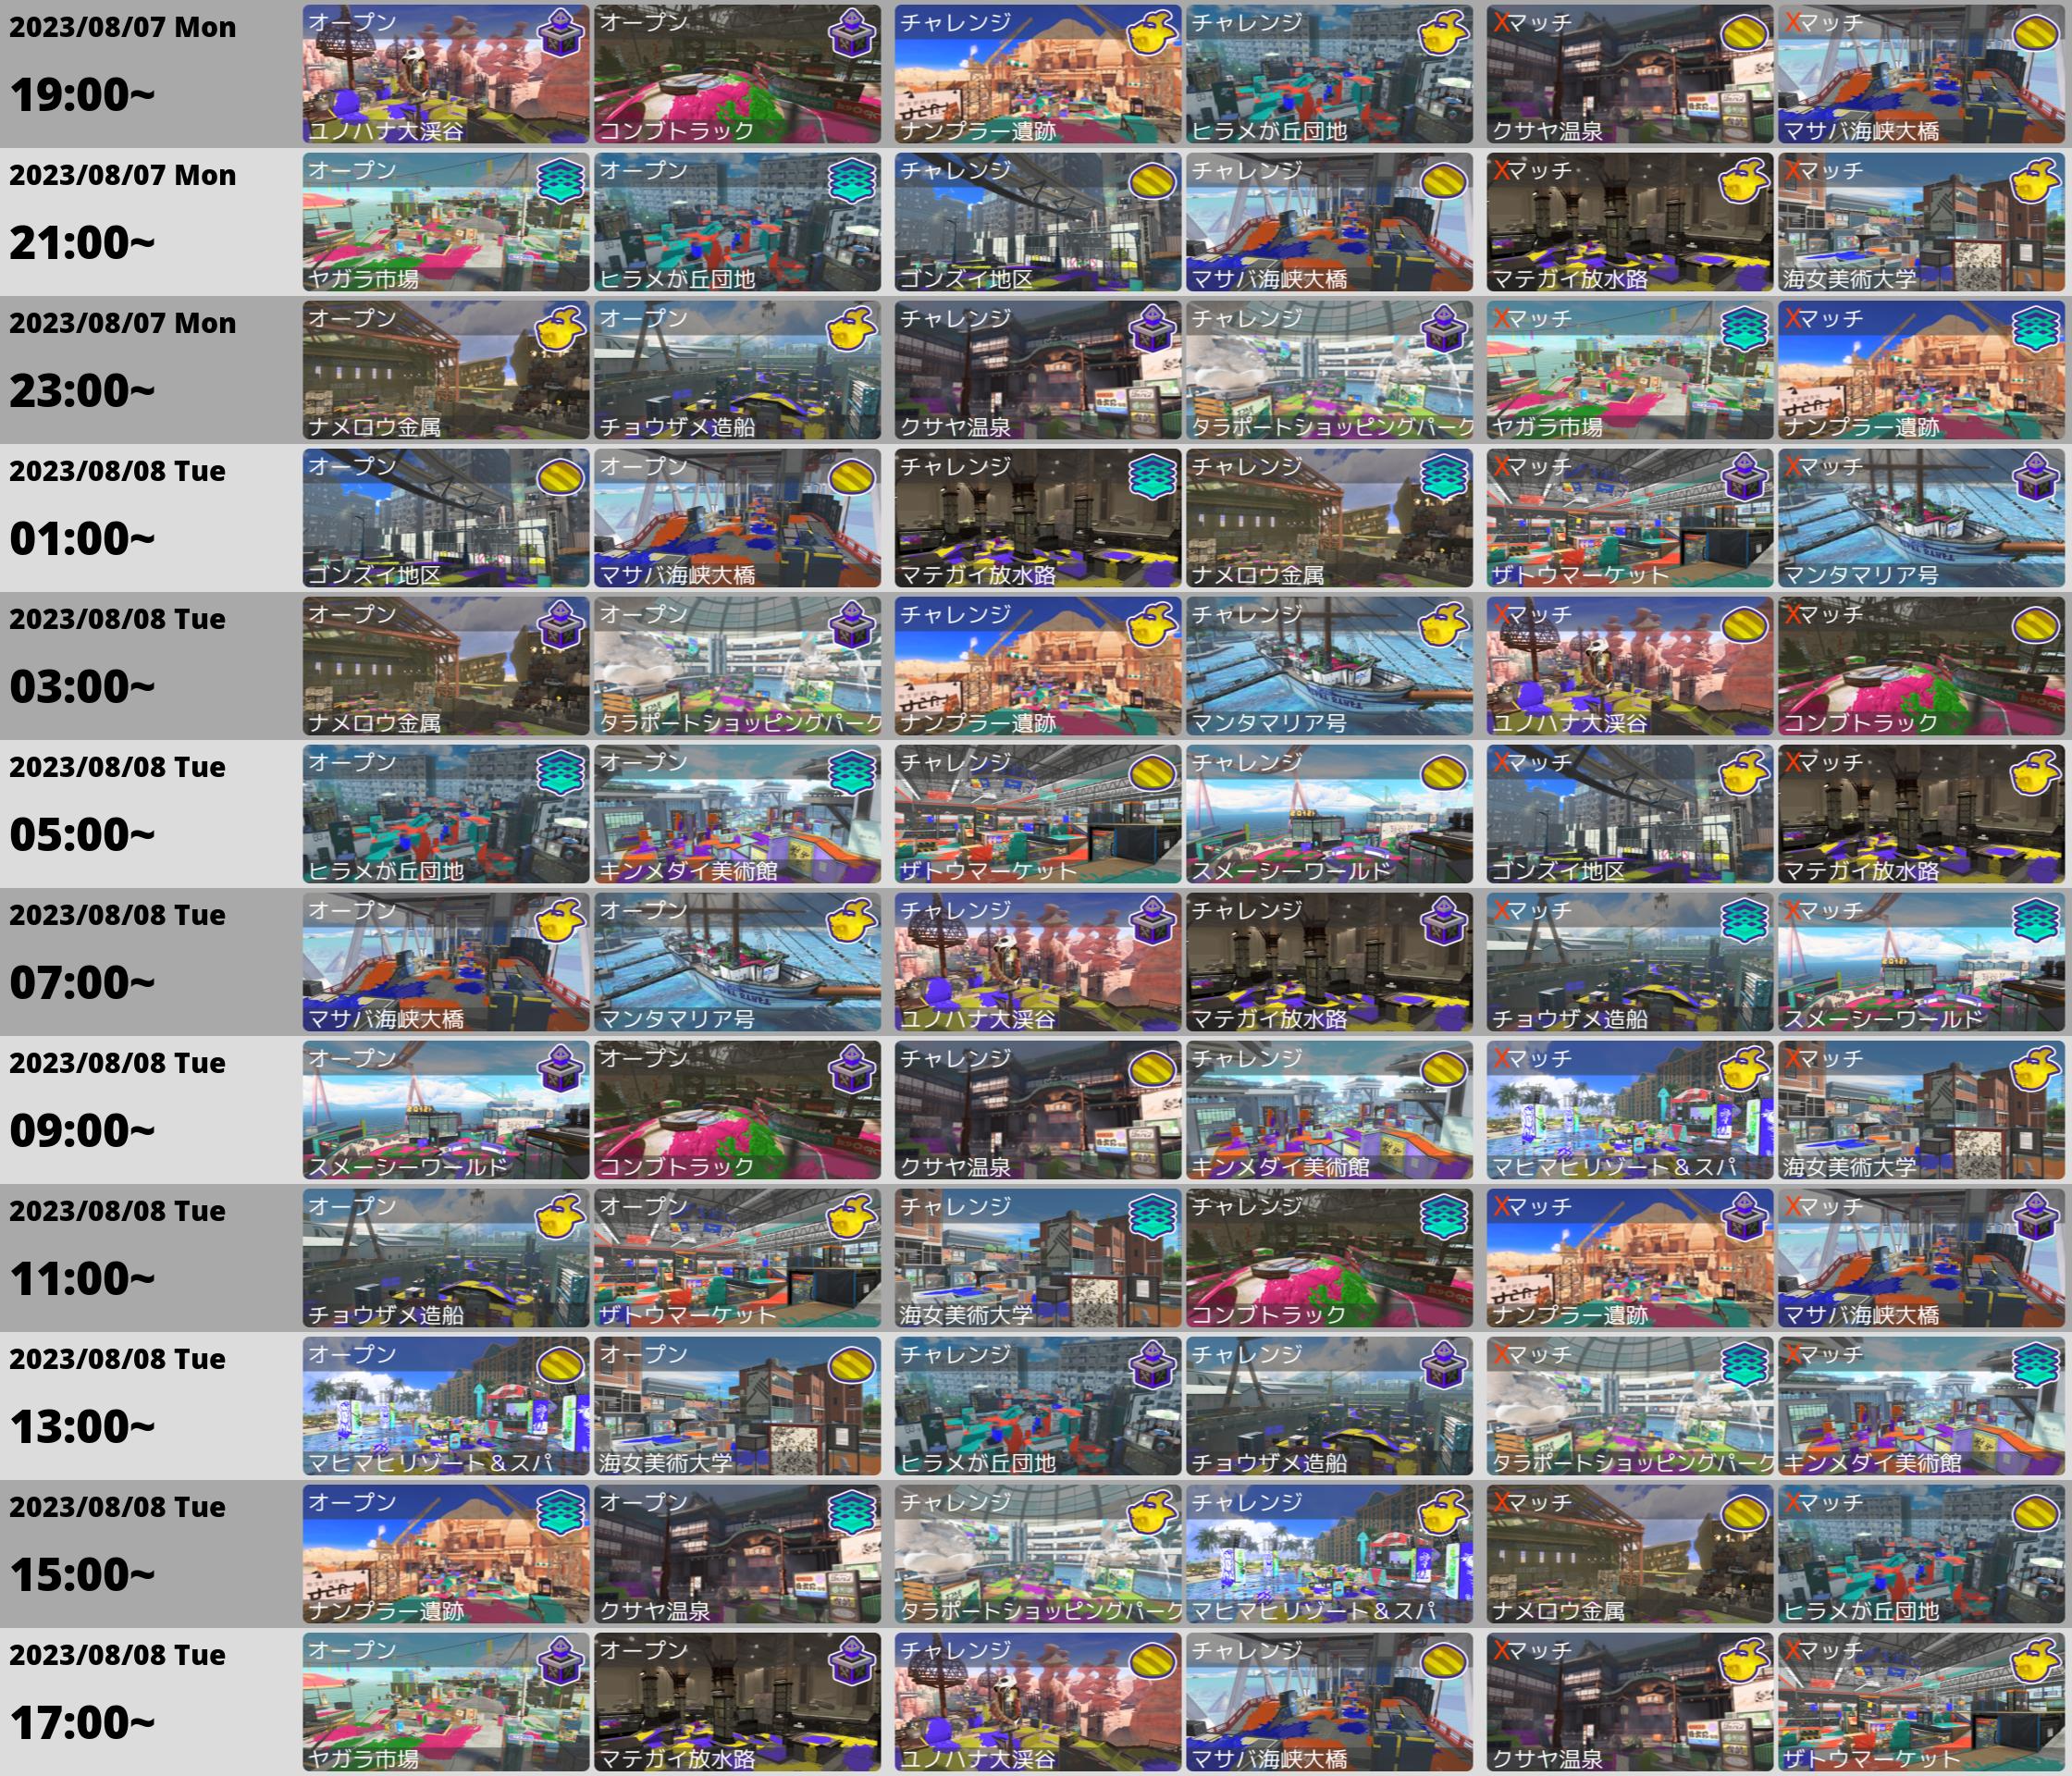 2023/08/07 Mon
19:00~
オープン オープン チャレンジ チャレンジ Xマッチ Xマッチ
ユノハナ大渓谷 コンブトラック ナンプラー遺跡 ヒラメが丘団地 クサヤ温泉 マサバ海峡大橋
2023/08/07 Mon
21:00~
オープン オープン チャレンジ チャレンジ Xマッチ Xマッチ
ヤガラ市場 ヒラメが丘団地 ゴンズイ地区 マサバ海峡大橋 マテガイ放水路 海女美術大学
2023/08/07 Mon
23:00~
オープン オープン チャレンジ チャレンジ Xマッチ Xマッチ
ナメロウ金属 チョウザメ造船 クサヤ温泉 タラポートショッピングパーク ヤガラ市場 ナンプラー遺跡
2023/08/08 Tue
01:00~
オープン オープン チャレンジ チャレンジ Xマッチ Xマッチ
ゴンズイ地区 マサバ海峡大橋 マテガイ放水路 ナメロウ金属 ザトウマーケット マンタマリア号
2023/08/08 Tue
03:00~
オープン オープン チャレンジ チャレンジ Xマッチ Xマッチ
ナメロウ金属 タラポートショッピングパーク ナンプラー遺跡 マンタマリア号 ユノハナ大渓谷 コンブトラック
2023/08/08 Tue
05:00~
オープン オープン チャレンジ チャレンジ Xマッチ Xマッチ
ヒラメが丘団地 キンメダイ美術館 ザトウマーケット スメーシーワールド ゴンズイ地区 マテガイ放水路
2023/08/08 Tue
07:00~
オープン オープン チャレンジ チャレンジ Xマッチ Xマッチ
マサバ海峡大橋 マンタマリア号 ユノハナ大渓谷 マテガイ放水路 チョウザメ造船 スメーシーワールド
2023/08/08 Tue
09:00~
オープン オープン チャレンジ チャレンジ Xマッチ Xマッチ
スメーシーワールド コンブトラック クサヤ温泉 キンメダイ美術館 マヒマヒリゾート＆スパ 海女美術大学
2023/08/08 Tue
11:00~
オープン オープン チャレンジ チャレンジ Xマッチ Xマッチ
チョウザメ造船 ザトウマーケット 海女美術大学 コンブトラック ナンプラー遺跡 マサバ海峡大橋
2023/08/08 Tue
13:00~
オープン オープン チャレンジ チャレンジ Xマッチ Xマッチ
マヒマヒリゾート＆スパ 海女美術大学 ヒラメが丘団地 チョウザメ造船 タラポートショッピングパーク キンメダイ美術館
2023/08/08 Tue
15:00~
オープン オープン チャレンジ チャレンジ Xマッチ Xマッチ
ナンプラー遺跡 クサヤ温泉 タラポートショッピングパーク マヒマヒリゾート＆スパ ナメロウ金属 ヒラメが丘団地
2023/08/08 Tue
17:00~
オープン オープン チャレンジ チャレンジ Xマッチ Xマッチ
ヤガラ市場 マテガイ放水路 ユノハナ大渓谷 マサバ海峡大橋 クサヤ温泉 ザトウマーケット